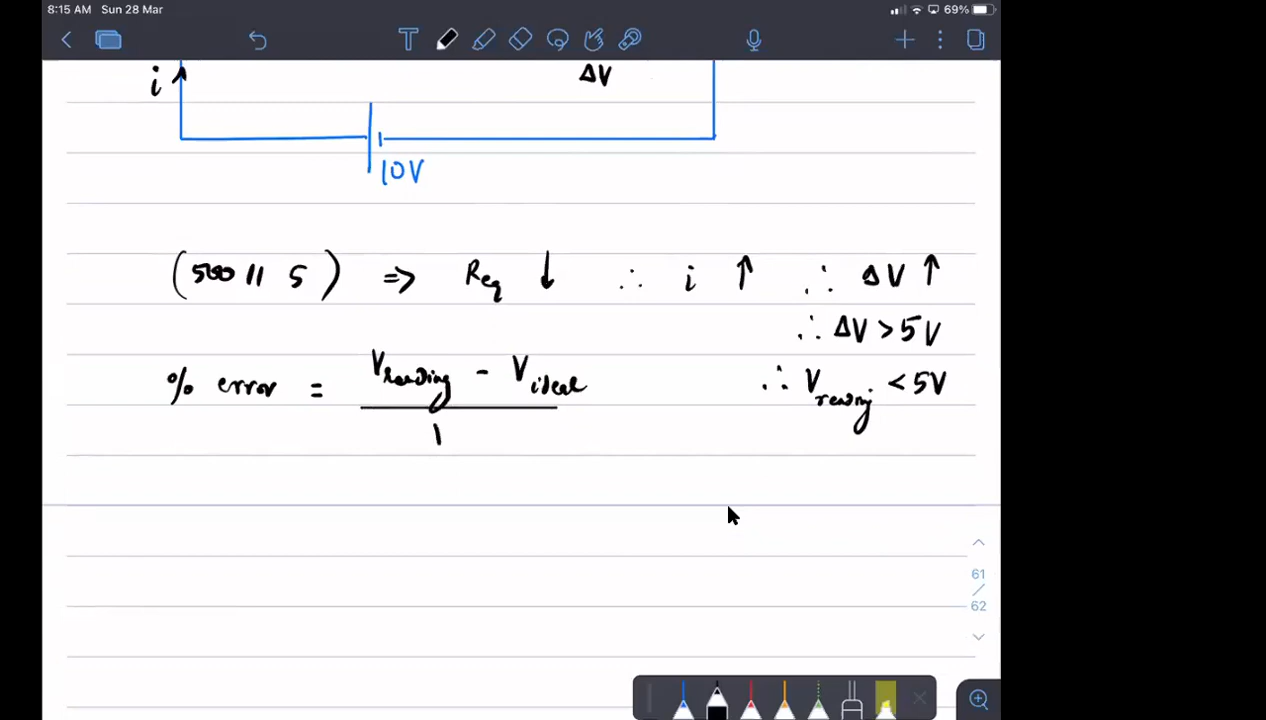 8:15 AM Sun 28 Mar 69%
i ΔV
10V
(500 || 5) => Req ↓ ∴ i ↑ ∴ ΔV ↑
∴ ΔV > 5V
% error = Vreading - Videal ∴ Vreading < 5V
61
/
62